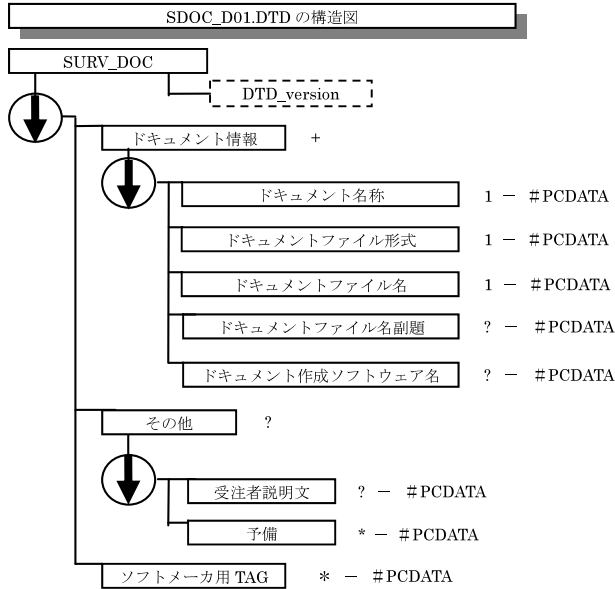 SDOC_D01.DTD の構造図
SURV_DOC
DTD_version
ドキュメント情報 +
ドキュメント名称 1 － ＃PCDATA
ドキュメントファイル形式 1 － ＃PCDATA
ドキュメントファイル名 1 － ＃PCDATA
ドキュメントファイル名副題 ? － ＃PCDATA
ドキュメント作成ソフトウェア名 ? － ＃PCDATA
その他 ?
受注者説明文 ? － ＃PCDATA
予備 * － ＃PCDATA
ソフトメーカ用 TAG ＊ － ＃PCDATA